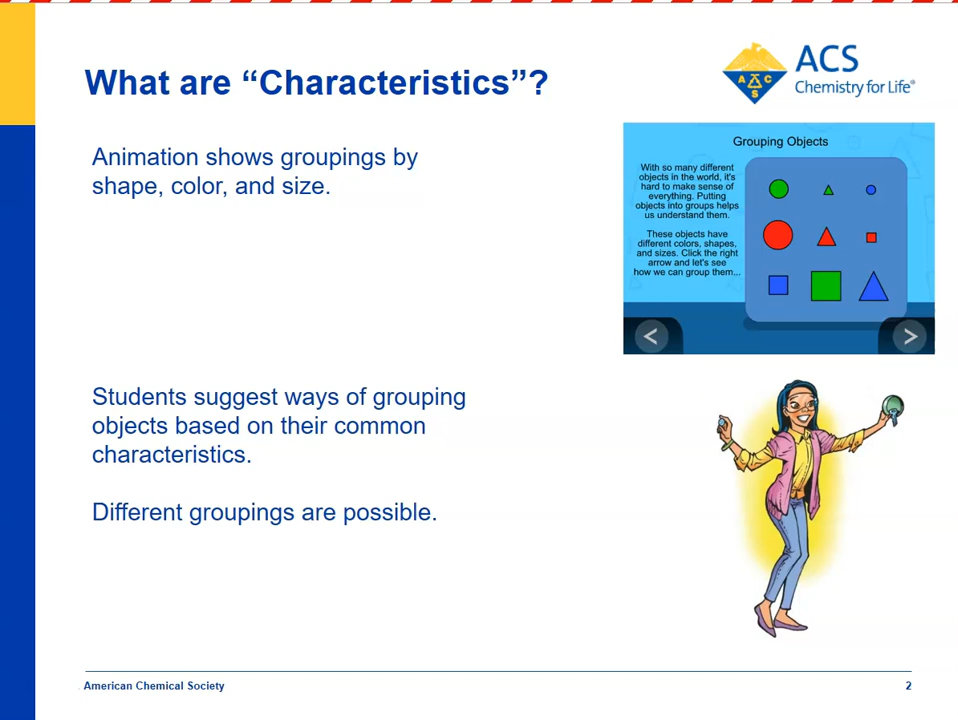 What are “Characteristics”?
ACS
Chemistry for Life®
A C S
Animation shows groupings by
shape, color, and size.
Grouping Objects
With so many different
objects in the world, it's
hard to make sense of
everything. Putting
objects into groups helps
us understand them.
These objects have
different colors, shapes,
and sizes. Click the right
arrow and let's see
how we can group them...
<
>
Students suggest ways of grouping
objects based on their common
characteristics.
Different groupings are possible.
American Chemical Society
2